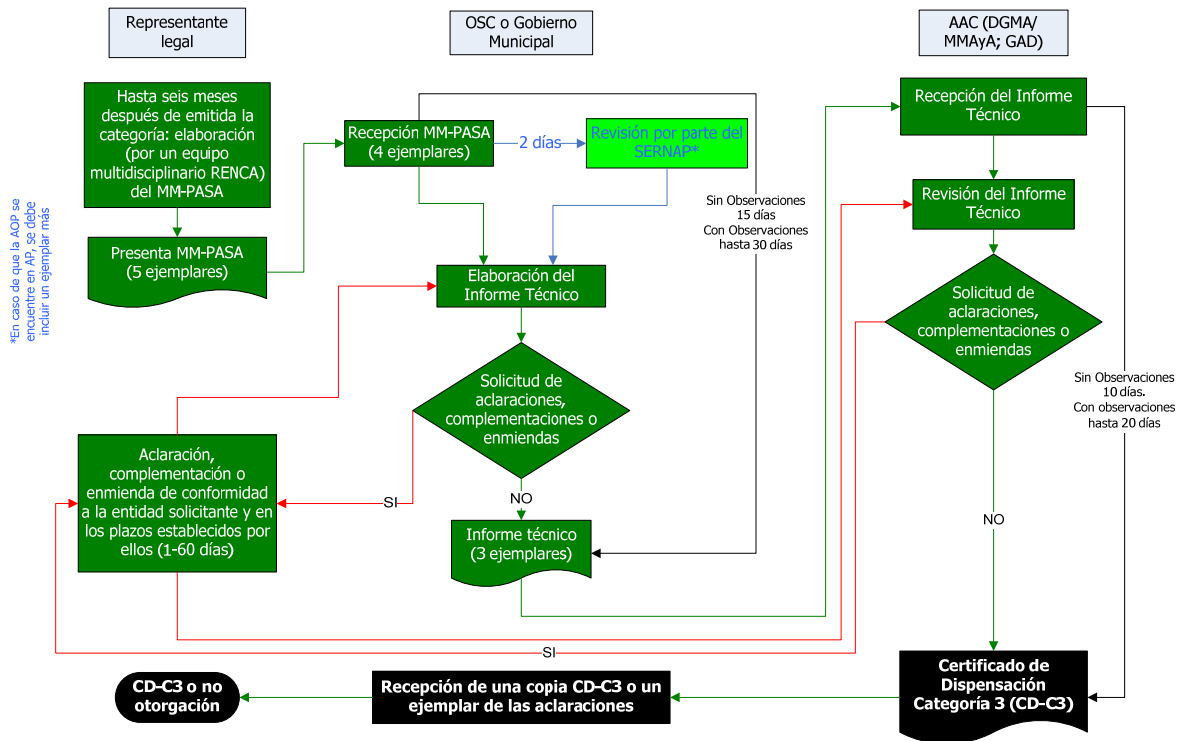 Representante
legal
OSC o Gobierno
Municipal
AAC (DGMA/
MMAyA; GAD)
Hasta seis meses
después de emitida la
categoría: elaboración
(por un equipo
multidisciplinario RENCA)
del MM-PASA
Presenta MM-PASA
(5 ejemplares)
*En caso de que la AOP se
encuentre en AP, se debe
incluir un ejemplar más
Recepción MM-PASA
(4 ejemplares)
2 días
Revisión por parte del
SERNAP*
Sin Observaciones
15 días
Con Observaciones
hasta 30 días
Elaboración del
Informe Técnico
Solicitud de
aclaraciones,
complementaciones o
enmiendas
SI
NO
Aclaración,
complementación o
enmienda de conformidad
a la entidad solicitante y en
los plazos establecidos por
ellos (1-60 días)
Informe técnico
(3 ejemplares)
Recepción del Informe
Técnico
Revisión del Informe
Técnico
Solicitud de
aclaraciones,
complementaciones o
enmiendas
Sin Observaciones
10 días.
Con observaciones
hasta 20 días
NO
SI
Certificado de
Dispensación
Categoría 3 (CD-C3)
Recepción de una copia CD-C3 o un
ejemplar de las aclaraciones
CD-C3 o no
otorgación